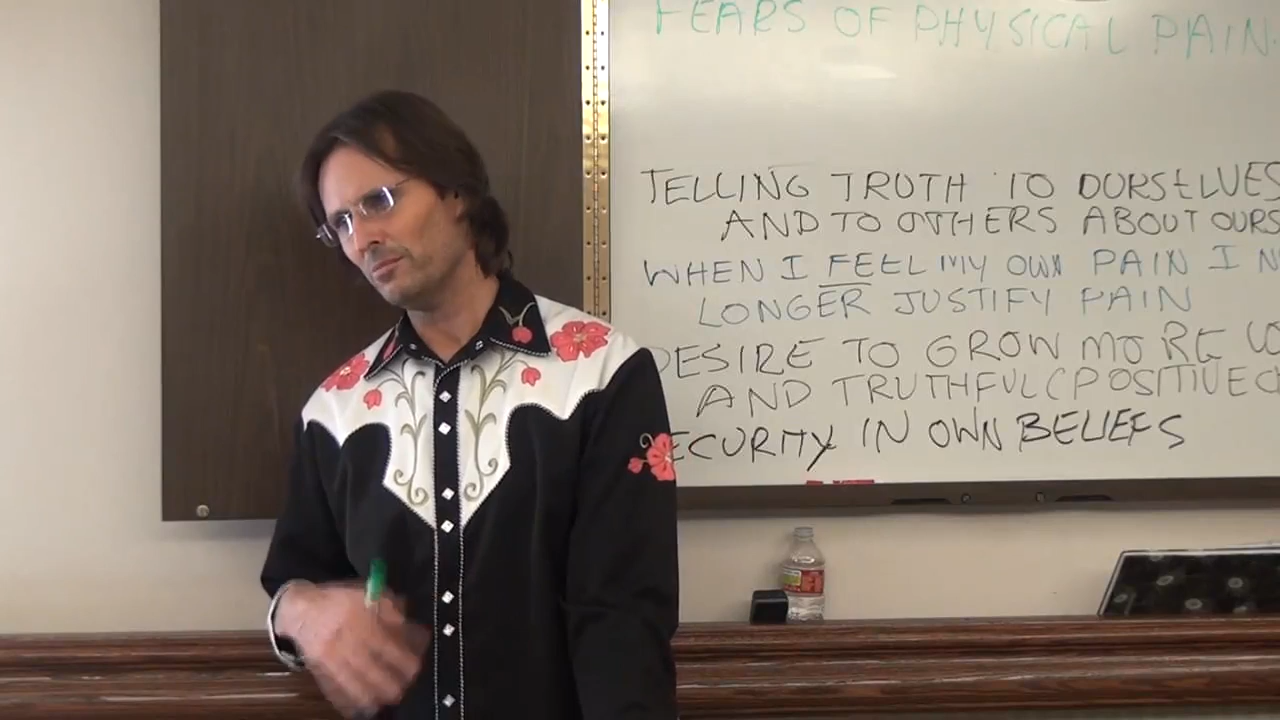 FEARS OF PHYSICAL PAIN
TELLING TRUTH TO OURSELVES
AND TO OTHERS ABOUT OURS
WHEN I FEEL MY OWN PAIN I N
LONGER JUSTIFY PAIN
DESIRE TO GROW MORE LO
AND TRUTHFUL (POSITIVE
ECURITY IN OWN BELIEFS